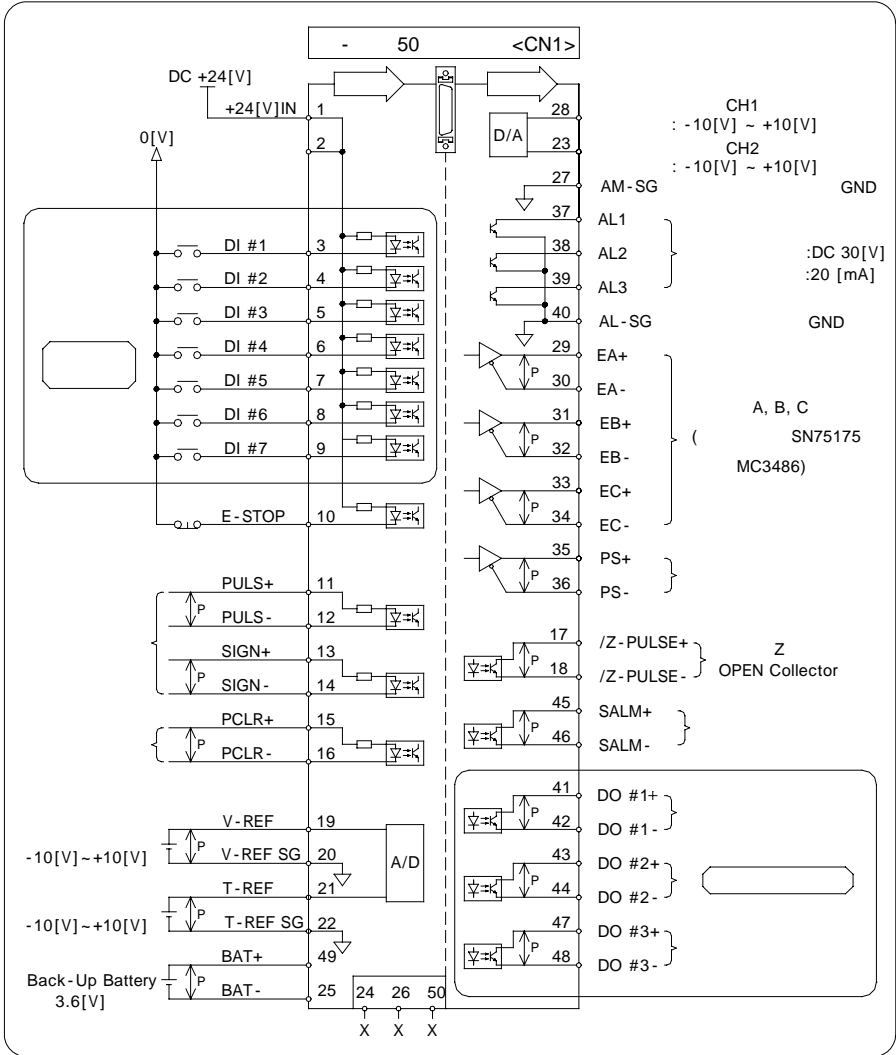 - 50 <CN1>
DC +24[V]
+24[V]IN 1
2
0[V]
DI #1 3
DI #2 4
DI #3 5
DI #4 6
DI #5 7
DI #6 8
DI #7 9
E-STOP 10
PULS+ 11
P
PULS- 12
SIGN+ 13
P
SIGN- 14
PCLR+ 15
P
PCLR- 16
V-REF 19
-10[V]~+10[V] P
V-REF SG 20
A/D
T-REF 21
-10[V]~+10[V] P
T-REF SG 22
BAT+ 49
Back-Up Battery P
3.6[V]
BAT- 25
24 26 50
X X X
28 CH1
: -10[V] ~ +10[V]
D/A
23 CH2
: -10[V] ~ +10[V]
27 AM-SG GND
37 AL1
38 AL2 :DC 30[V]
:20 [mA]
39 AL3
40 AL-SG GND
29 EA+
P
30 EA-
31 EB+ A, B, C
P ( SN75175
32 EB- MC3486)
33 EC+
P
34 EC-
35 PS+
P
36 PS-
17 /Z-PULSE+ Z
P OPEN Collector
18 /Z-PULSE-
45 SALM+
P
46 SALM-
41 DO #1+
P
42 DO #1-
43 DO #2+
P
44 DO #2-
47 DO #3+
P
48 DO #3-